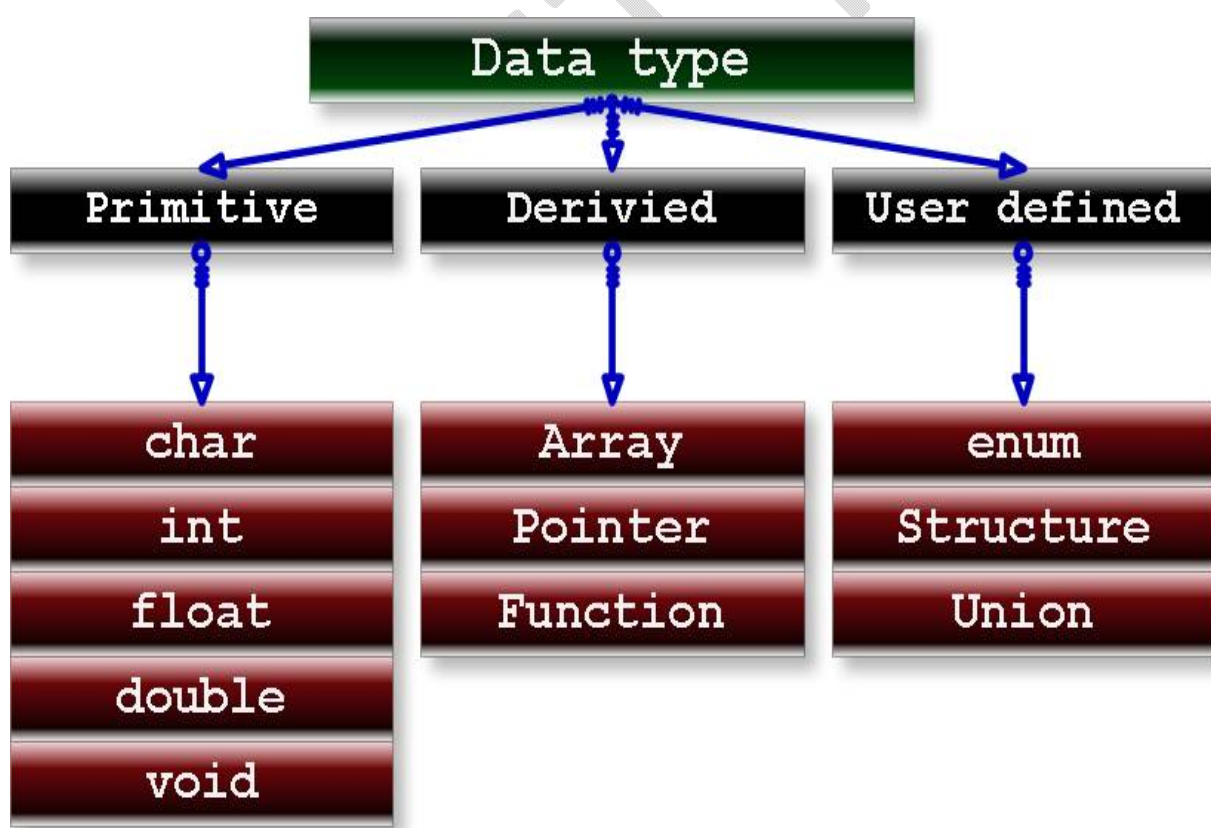 Data type
Primitive
Derivied
User defined
char
int
float
double
void
Array
Pointer
Function
enum
Structure
Union